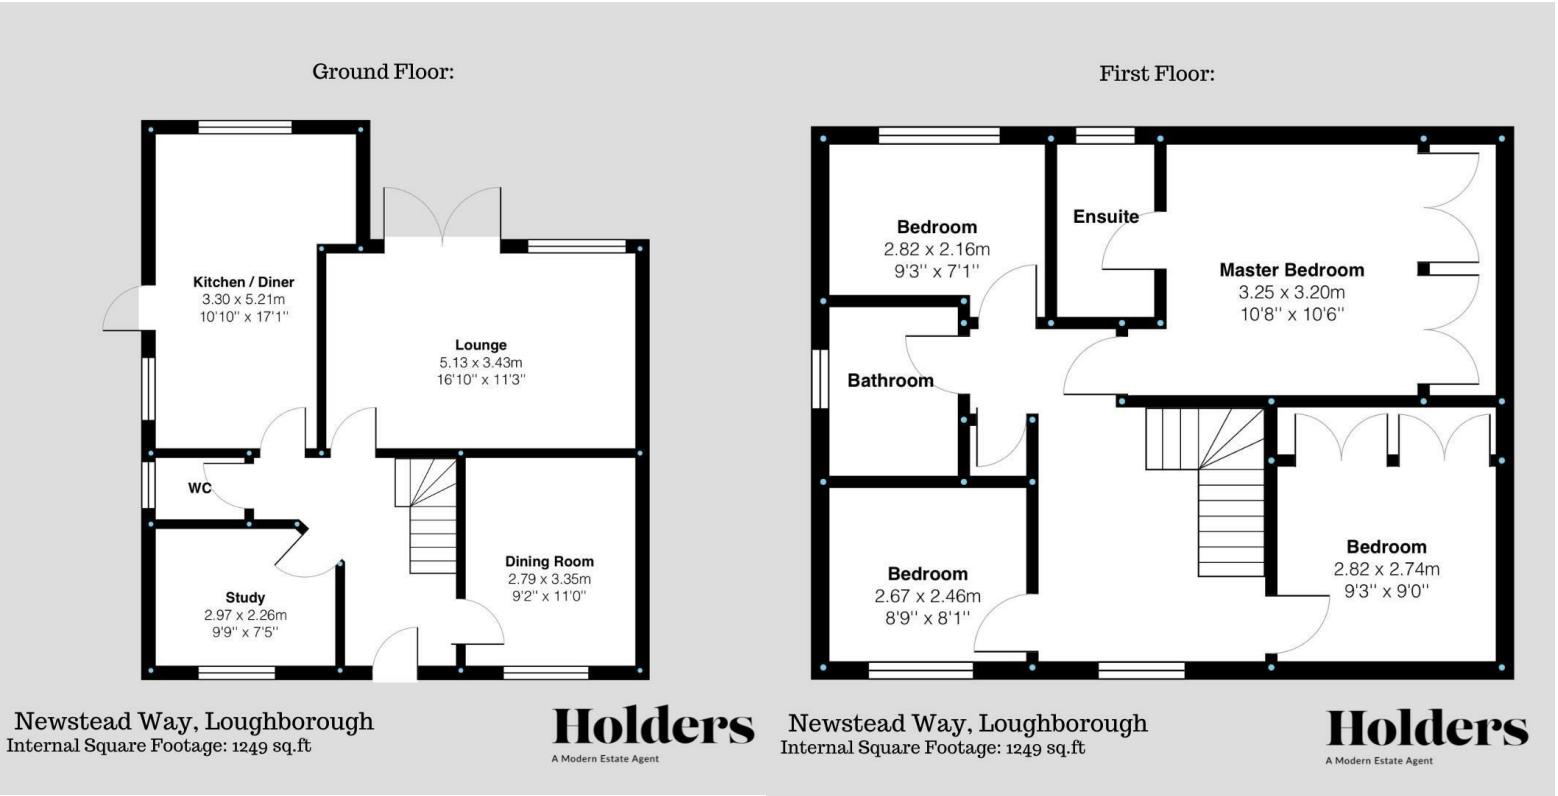 Ground Floor:
Kitchen / Diner
3.30 x 5.21m
10'10'' x 17'1''
Lounge
5.13 x 3.43m
16'10'' x 11'3''
WC
Study
2.97 x 2.26m
9'9'' x 7'5''
Dining Room
2.79 x 3.35m
9'2'' x 11'0''
Newstead Way, Loughborough
Internal Square Footage: 1249 sq.ft
Holders
A Modern Estate Agent
First Floor:
Bedroom
2.82 x 2.16m
9'3'' x 7'1''
Ensuite
Master Bedroom
3.25 x 3.20m
10'8'' x 10'6''
Bathroom
Bedroom
2.67 x 2.46m
8'9'' x 8'1''
Bedroom
2.82 x 2.74m
9'3'' x 9'0''
Newstead Way, Loughborough
Internal Square Footage: 1249 sq.ft
Holders
A Modern Estate Agent